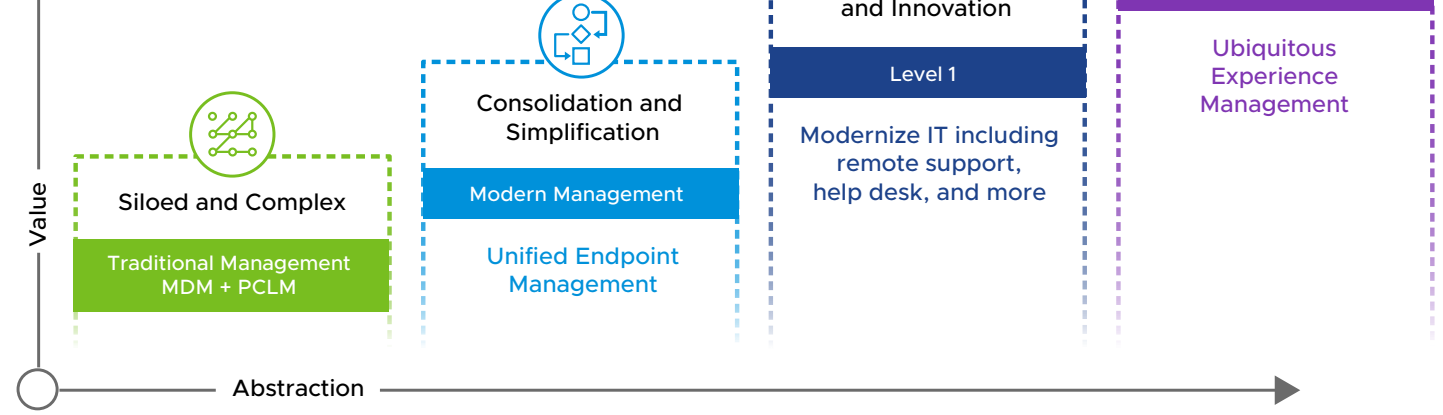 Value
Siloed and Complex
Traditional Management
MDM + PCLM
Consolidation and
Simplification
Modern Management
Unified Endpoint
Management
and Innovation
Level 1
Modernize IT including
remote support,
help desk, and more
Ubiquitous
Experience
Management
Abstraction